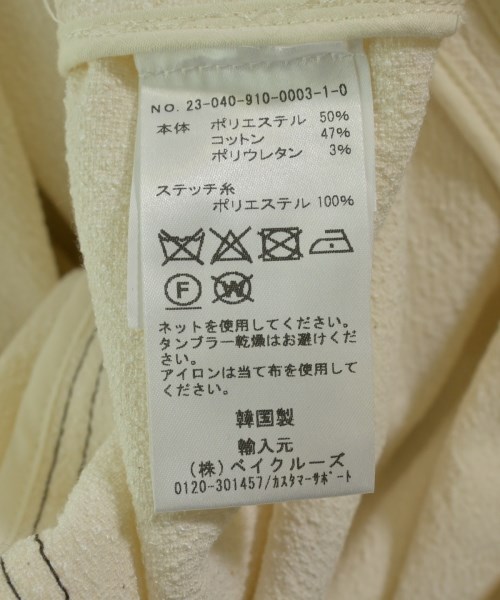 NO. 23-040-910-0003-1-0
本体 ポリエステル 50%
コットン 47%
ポリウレタン 3%
ステッチ糸
ポリエステル 100%
F W
ネットを使用してください。
タンブラー乾燥はお避けくだ
さい。
アイロンは当て布を使用して
ください。
韓国製
輸入元
(株)ベイクルーズ
0120-301457/カスタマーサポート